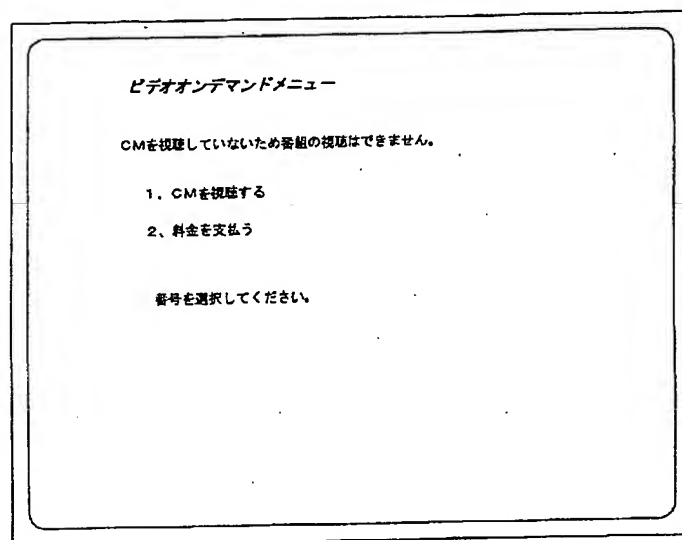 ビデオオンデマンドメニュー
CMを視聴していないため番組の視聴はできません。
1．CMを視聴する
2、料金を支払う
番号を選択してください。